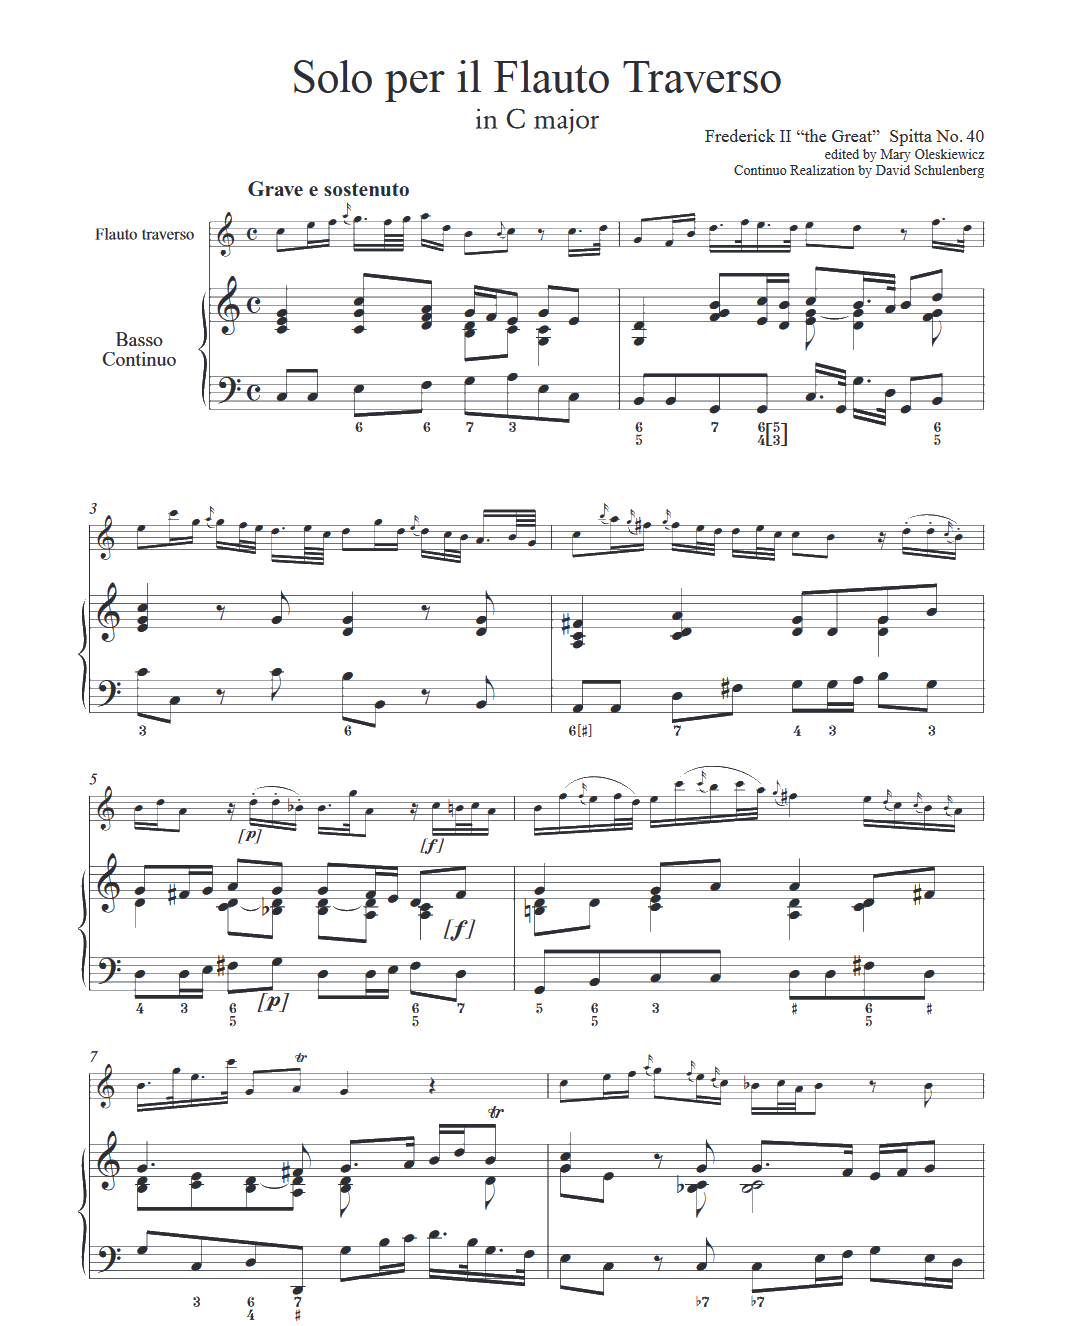 Solo per il Flauto Traverso
in C major
Frederick II “the Great” Spitta No. 40
edited by Mary Oleskiewicz
Continuo Realization by David Schulenberg
Grave e sostenuto
Flauto traverso
Basso
Continuo
6 6 7 3 6 7 6 [5] 6
5 4 [3] 5
3
3 6 6[♯] 7 4 3 3
5
[p] [f]
[f]
[p]
4 3 6 6 7 5 6 3 ♯ 6 ♯
5 5 5 5
7
tr
tr
3 6 7 ♭7 ♭7
4 ♯